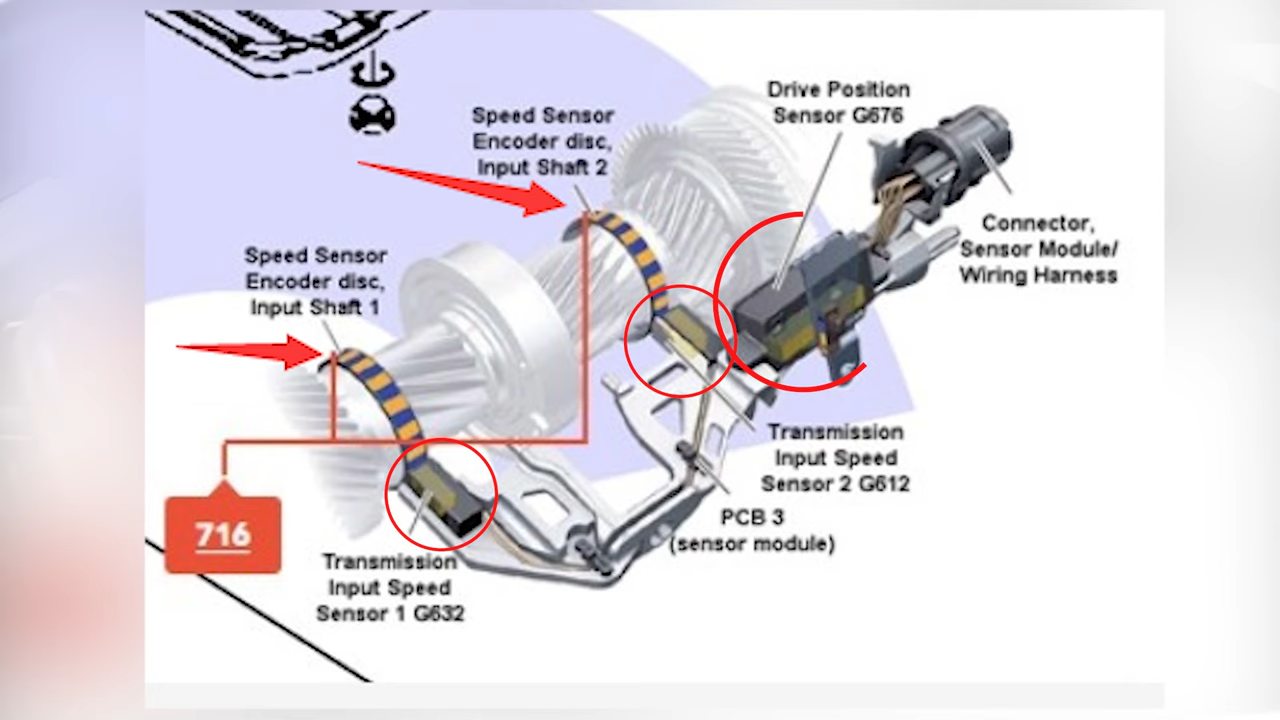 Drive Position
Sensor G676
Speed Sensor
Encoder disc,
Input Shaft 2
Connector,
Sensor Module/
Wiring Harness
Speed Sensor
Encoder disc,
Input Shaft 1
Transmission
Input Speed
Sensor 2 G612
PCB 3
(sensor module)
716
Transmission
Input Speed
Sensor 1 G632